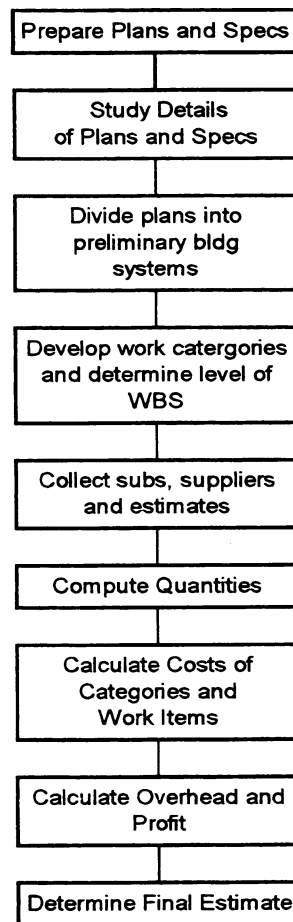 Prepare Plans and Specs
Study Details
of Plans and Specs
Divide plans into
preliminary bldg
systems
Develop work catergories
and determine level of
WBS
Collect subs, suppliers
and estimates
Compute Quantities
Calculate Costs of
Categories and
Work Items
Calculate Overhead and
Profit
Determine Final Estimate